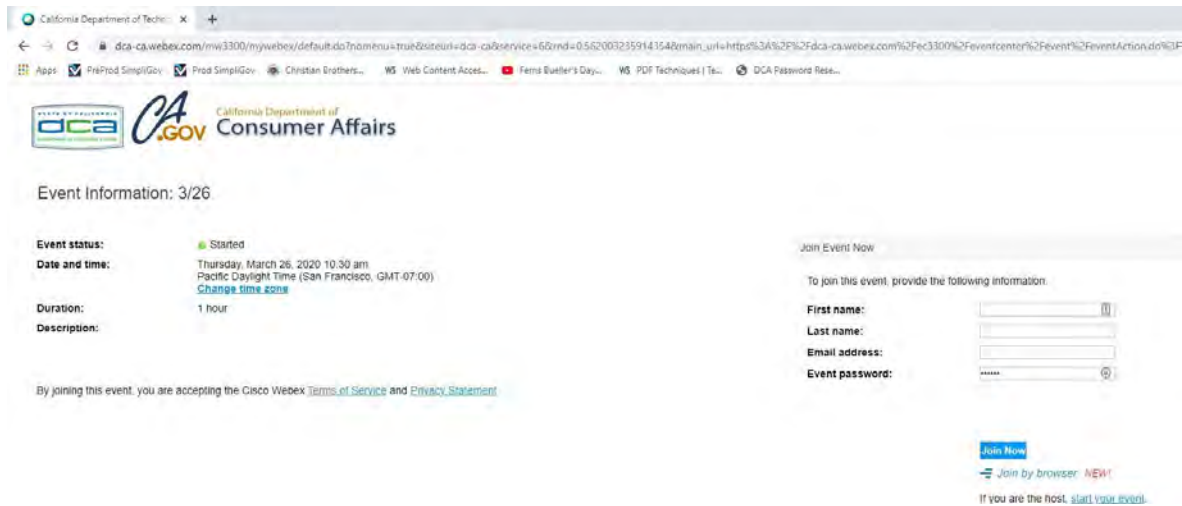 California Department of Techn
dca-ca.webex.com/mw3300/mywebex/default.do?nomenu=true&siteurl=dca-ca&service=6&rnd=0.562003235914354&main_url=https%3A%2F%2Fdca-ca.webex.com%2Fec3300%2Feventcenter%2Fevent%2FeventAction.do%3F
Apps PreProd SimpliGov Prod SimpliGov Christian Brothers... Web Content Acces... Ferris Bueller's Day... PDF Techniques | Te... DCA Password Rese...
STATE OF CALIFORNIA
dca
CA
.GOV
California Department of
Consumer Affairs
Event Information: 3/26
Event status: Started
Date and time: Thursday, March 26, 2020 10:30 am
Pacific Daylight Time (San Francisco, GMT-07:00)
Change time zone
Duration: 1 hour
Description:
By joining this event, you are accepting the Cisco Webex Terms of Service and Privacy Statement
Join Event Now
To join this event, provide the following information.
First name:
Last name:
Email address:
Event password: ••••••
Join Now
Join by browser NEW!
If you are the host, start your event.